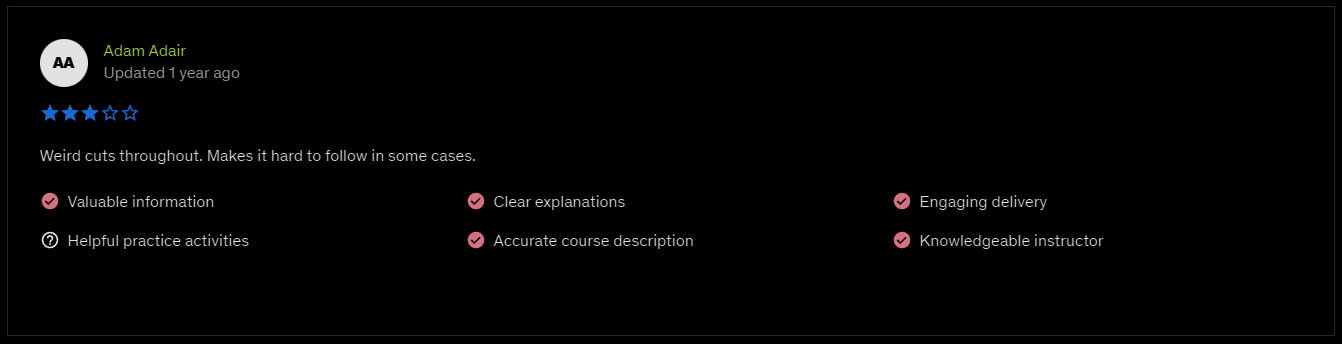 AA
Adam Adair
Updated 1 year ago
Weird cuts throughout. Makes it hard to follow in some cases.
Valuable information
Clear explanations
Engaging delivery
Helpful practice activities
Accurate course description
Knowledgeable instructor